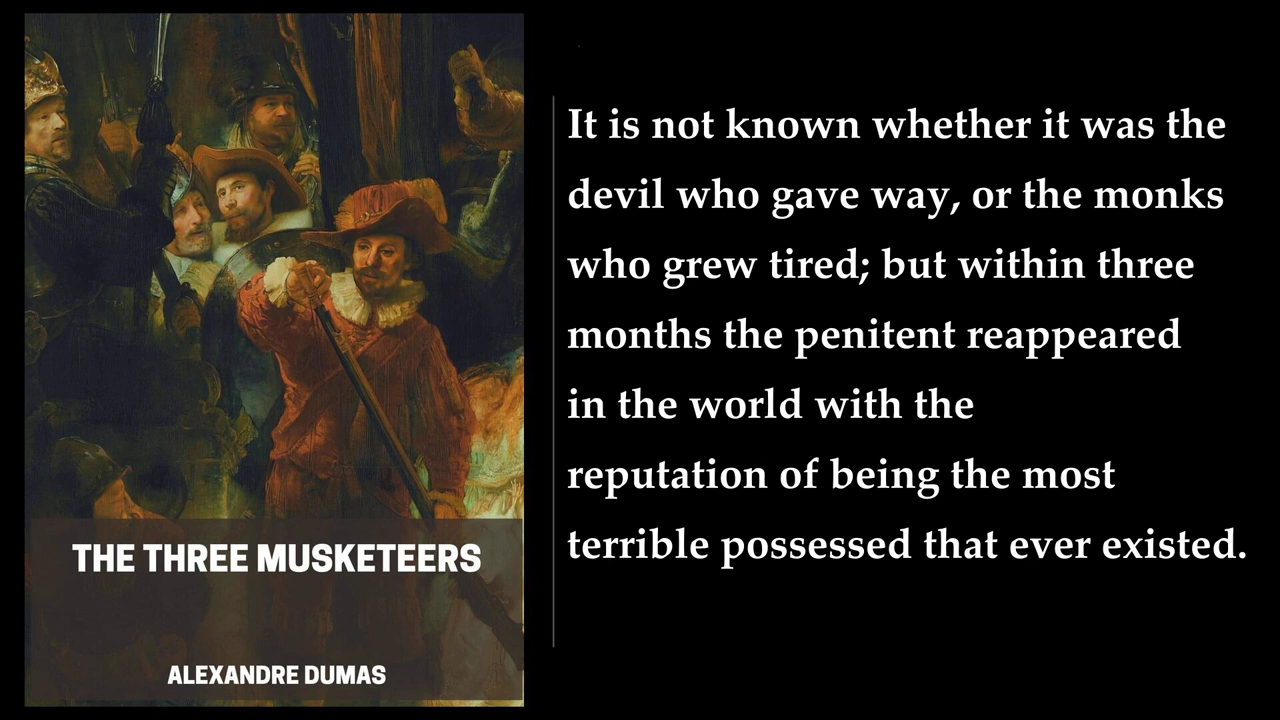 THE THREE MUSKETEERS
ALEXANDRE DUMAS
It is not known whether it was the
devil who gave way, or the monks
who grew tired; but within three
months the penitent reappeared
in the world with the
reputation of being the most
terrible possessed that ever existed.